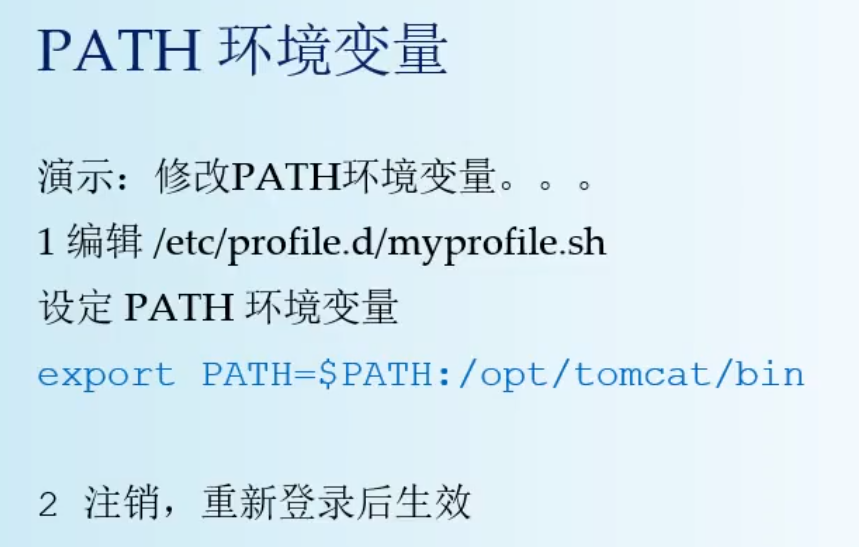 PATH 环境变量
演示：修改PATH环境变量。。。
1 编辑 /etc/profile.d/myprofile.sh
设定 PATH 环境变量
export PATH=$PATH:/opt/tomcat/bin
2 注销，重新登录后生效